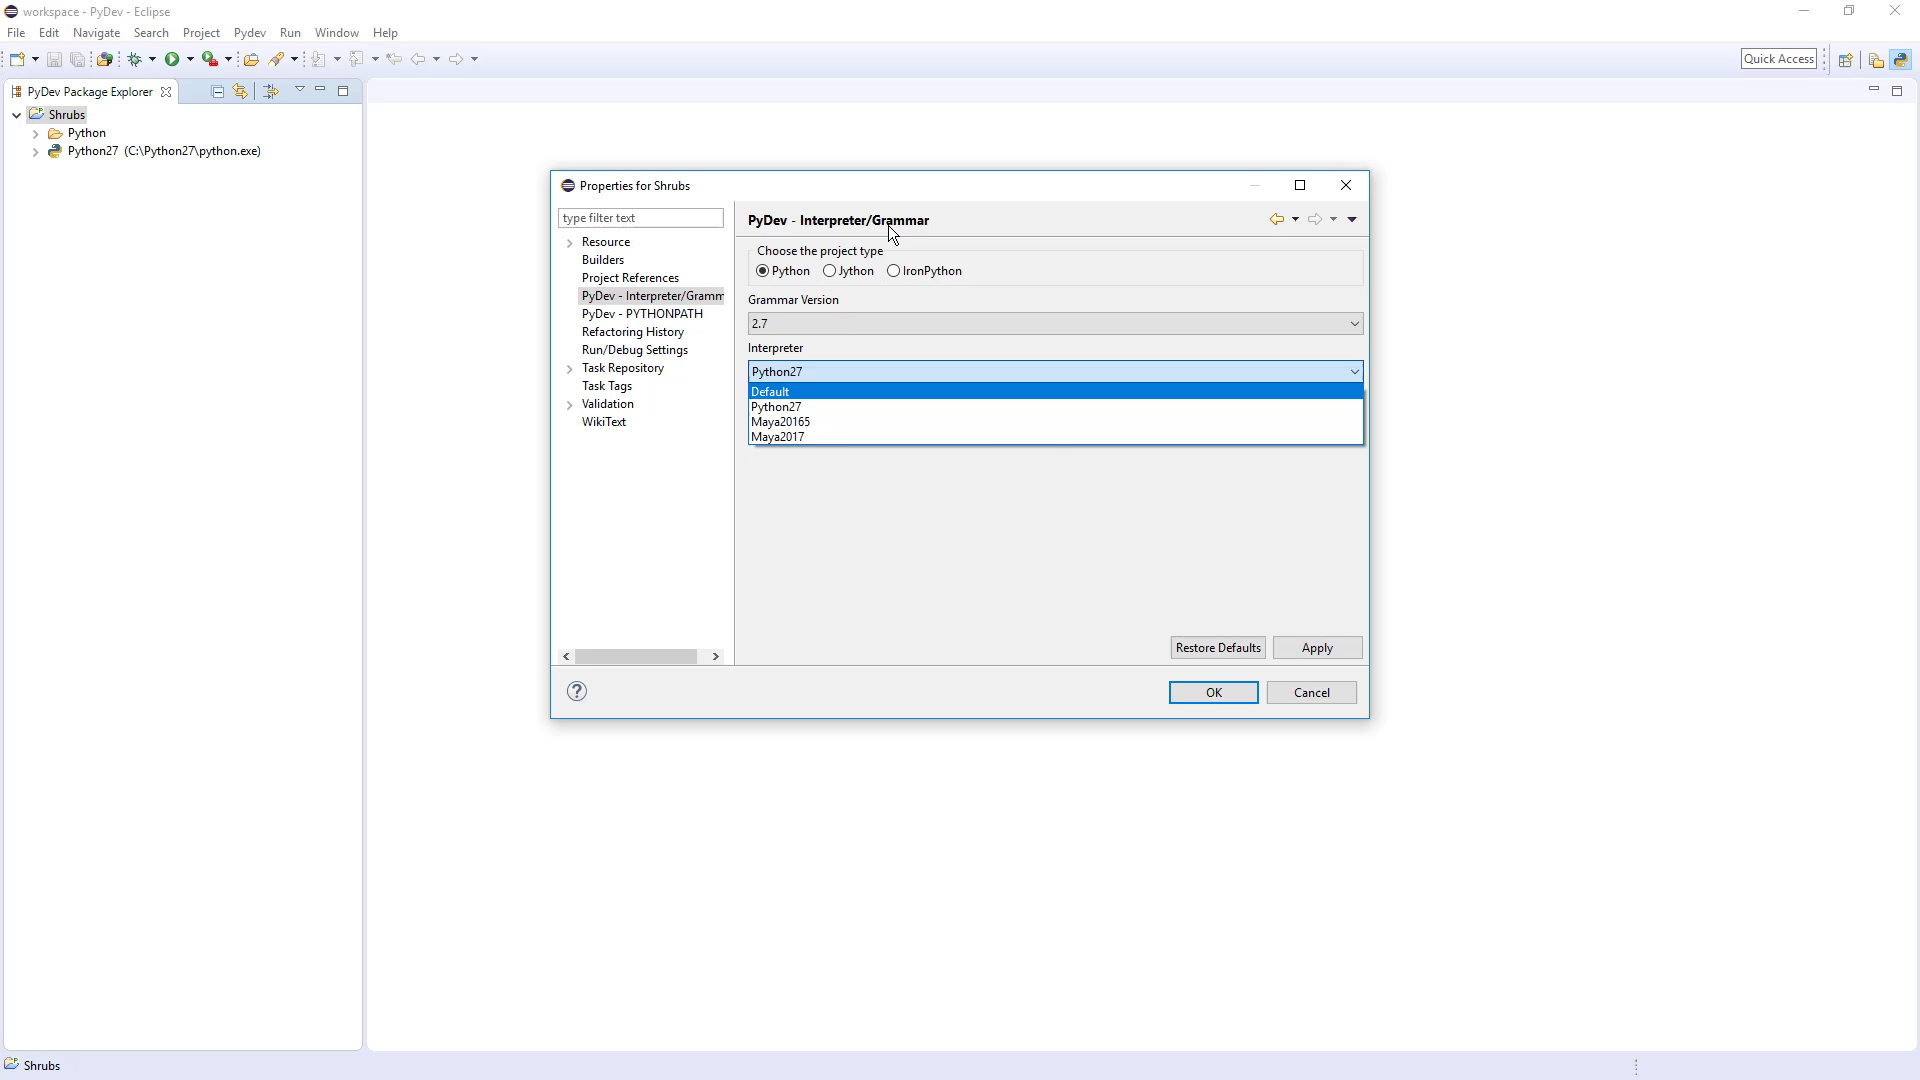 workspace - PyDev - Eclipse
File Edit Navigate Search Project Pydev Run Window Help
Quick Access
PyDev Package Explorer
Shrubs
Python
Python27 (C:\Python27\python.exe)
Properties for Shrubs
type filter text
Resource
Builders
Project References
PyDev - Interpreter/Gramm
PyDev - PYTHONPATH
Refactoring History
Run/Debug Settings
Task Repository
Task Tags
Validation
WikiText
PyDev - Interpreter/Grammar
Choose the project type
Python Jython IronPython
Grammar Version
2.7
Interpreter
Python27
Default
Python27
Maya20165
Maya2017
Restore Defaults Apply
OK Cancel
Shrubs